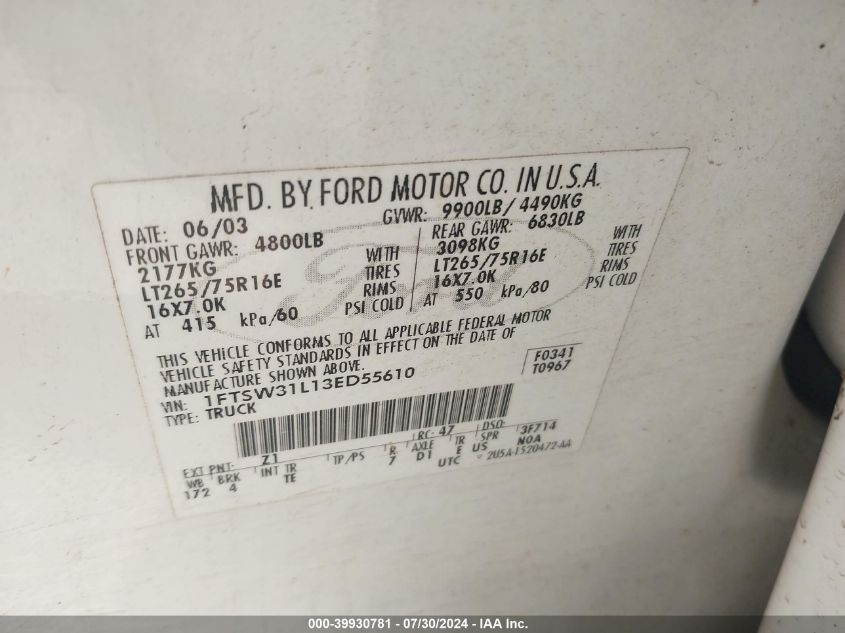 MFD. BY FORD MOTOR CO. IN U.S.A.
DATE: 06/03 GVWR: 9900LB/ 4490KG
FRONT GAWR: 4800LB REAR GAWR: 6830LB
2177KG WITH 3098KG WITH
LT265/75R16E TIRES LT265/75R16E TIRES
16X7.0K RIMS 16X7.0K RIMS
AT 415 kPa/60 PSI COLD AT 550 kPa/80 PSI COLD
THIS VEHICLE CONFORMS TO ALL APPLICABLE FEDERAL MOTOR
VEHICLE SAFETY STANDARDS IN EFFECT ON THE DATE OF
MANUFACTURE SHOWN ABOVE.
VIN: 1FTSW31L13ED55610 F0341
TYPE: TRUCK T0967
EXT PNT: Z1 RC: 47 DSO: 3F714
WB BRK INT TR TP/PS R AXLE TR SPR N0A
172 4 TE 7 D1 E US
UTC 2U5A-1520472-AA
Ford
000-39930781 - 07/30/2024 - IAA Inc.